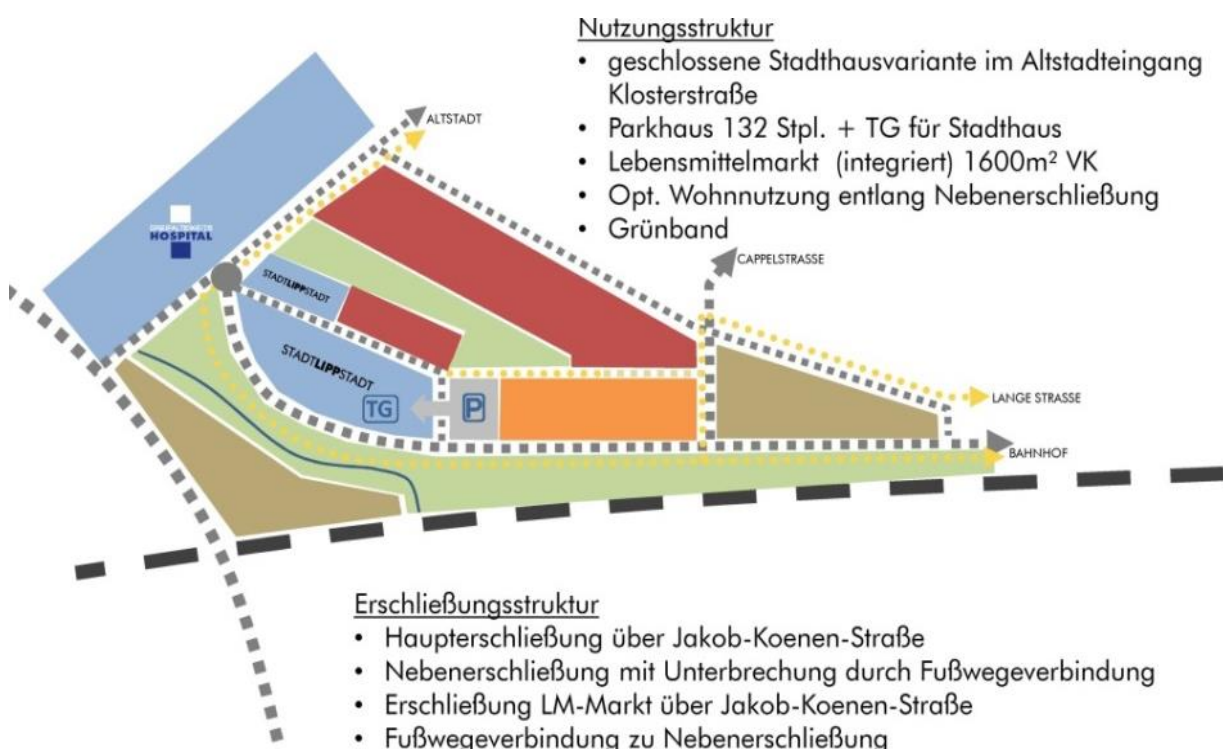 Nutzungsstruktur
• geschlossene Stadthausvariante im Altstadteingang
Klosterstraße
• Parkhaus 132 Stpl. + TG für Stadthaus
• Lebensmittelmarkt (integriert) 1600m² VK
• Opt. Wohnnutzung entlang Nebenerschließung
• Grünband
ALTSTADT
HOSPITAL
CAPPELSTRASSE
STADTLIPPSTADT
STADTLIPPSTADT
TG
P
LANGE STRASSE
BAHNHOF
Erschließungsstruktur
• Haupterschließung über Jakob-Koenen-Straße
• Nebenerschließung mit Unterbrechung durch Fußwegeverbindung
• Erschließung LM-Markt über Jakob-Koenen-Straße
• Fußwegeverbindung zu Nebenerschließung